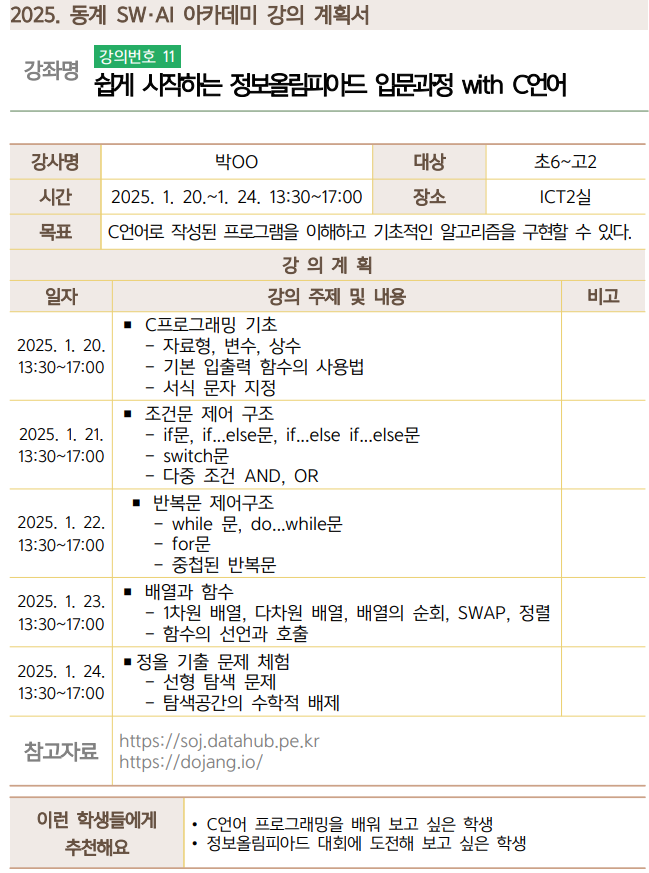 2025. 동계 SW·AI 아카데미 강의 계획서
강좌명
강의번호 11
쉽게 시작하는 정보올림피아드 입문과정 with C언어
강사명 박OO 대상 초6~고2
시간 2025. 1. 20.~1. 24. 13:30~17:00 장소 ICT2실
목표 C언어로 작성된 프로그램을 이해하고 기초적인 알고리즘을 구현할 수 있다.
강 의 계 획
일자 강의 주제 및 내용 비고
2025. 1. 20.
13:30~17:00
■ C프로그래밍 기초
- 자료형, 변수, 상수
- 기본 입출력 함수의 사용법
- 서식 문자 지정
2025. 1. 21.
13:30~17:00
■ 조건문 제어 구조
- if문, if...else문, if...else if...else문
- switch문
- 다중 조건 AND, OR
2025. 1. 22.
13:30~17:00
■ 반복문 제어구조
- while 문, do...while문
- for문
- 중첩된 반복문
2025. 1. 23.
13:30~17:00
■ 배열과 함수
- 1차원 배열, 다차원 배열, 배열의 순회, SWAP, 정렬
- 함수의 선언과 호출
2025. 1. 24.
13:30~17:00
■정올 기출 문제 체험
- 선형 탐색 문제
- 탐색공간의 수학적 배제
참고자료
https://soj.datahub.pe.kr
https://dojang.io/
이런 학생들에게
추천해요
• C언어 프로그래밍을 배워 보고 싶은 학생
• 정보올림피아드 대회에 도전해 보고 싶은 학생